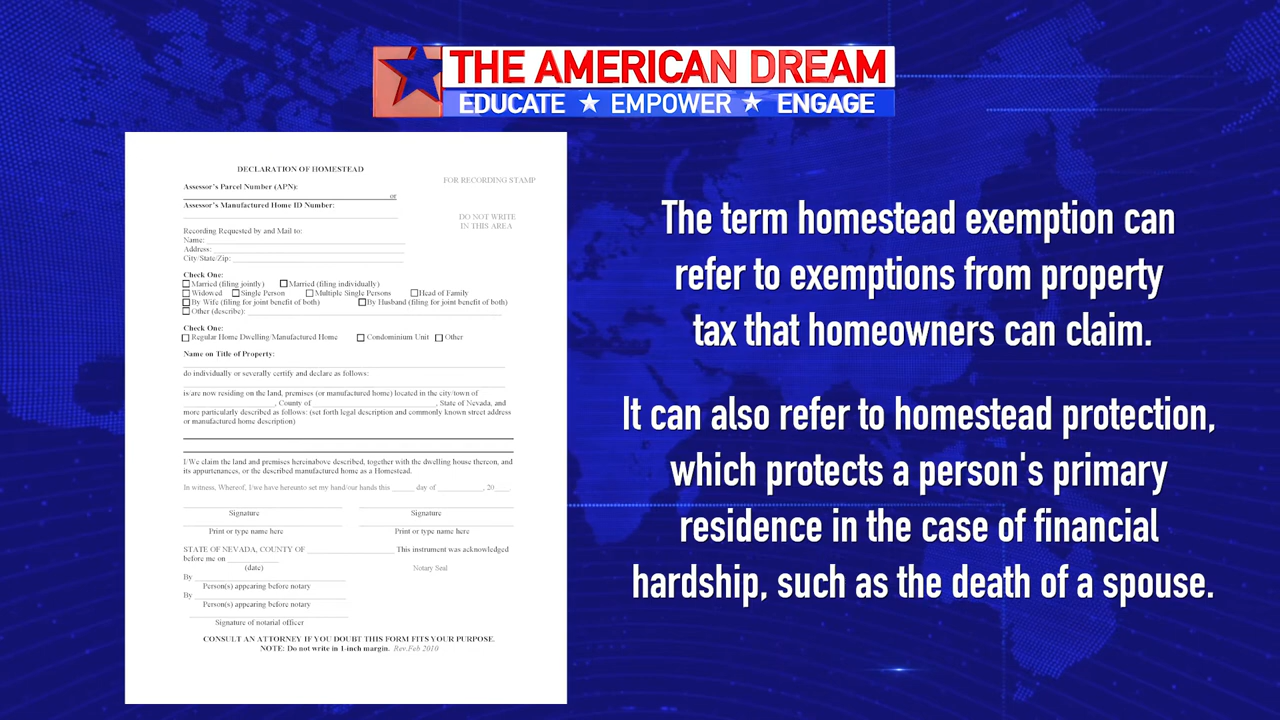 THE AMERICAN DREAM
EDUCATE ★ EMPOWER ★ ENGAGE
DECLARATION OF HOMESTEAD
FOR RECORDING STAMP
Assessor's Parcel Number (APN):
or
Assessor's Manufactured Home ID Number:
DO NOT WRITE
IN THIS AREA
Recording Requested by and Mail to:
Name:
Address:
City/State/Zip:
Check One:
Married (filing jointly) Married (filing individually)
Widowed Single Person Multiple Single Persons Head of Family
By Wife (filing for joint benefit of both) By Husband (filing for joint benefit of both)
Other (describe):
Check One:
Regular Home Dwelling/Manufactured Home Condominium Unit Other
Name on Title of Property:
do individually or severally certify and declare as follows:
is/are now residing on the land, premises (or manufactured home) located in the city/town of
, County of , State of Nevada, and
more particularly described as follows: (set forth legal description and commonly known street address
or manufactured home description)
I/We claim the land and premises hereinabove described, together with the dwelling house thereon, and
its appurtenances, or the described manufactured home as a Homestead.
In witness, Whereof, I/we have hereunto set my hand/our hands this ____ day of ________, 20___.
Signature Signature
Print or type name here Print or type name here
STATE OF NEVADA, COUNTY OF ________ This instrument was acknowledged
before me on ________
(date) Notary Seal
By
Person(s) appearing before notary
By
Person(s) appearing before notary
Signature of notarial officer
CONSULT AN ATTORNEY IF YOU DOUBT THIS FORM FITS YOUR PURPOSE.
NOTE: Do not write in 1-inch margin. Rev.Feb 2010
The term homestead exemption can
refer to exemptions from property
tax that homeowners can claim.
It can also refer to homestead protection,
which protects a person's primary
residence in the case of financial
hardship, such as the death of a spouse.